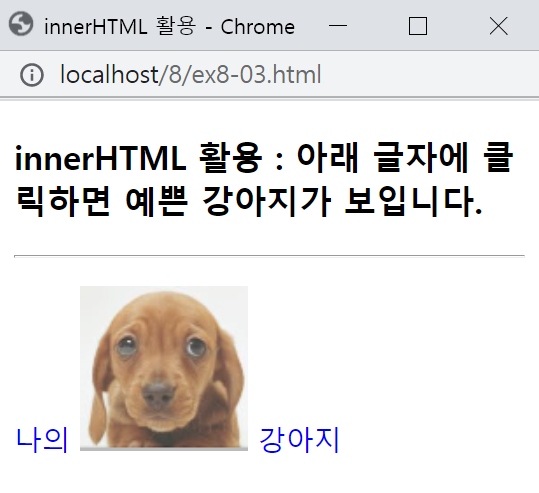 innerHTML 활용 - Chrome
localhost/8/ex8-03.html
innerHTML 활용 : 아래 글자에 클
릭하면 예쁜 강아지가 보입니다.
나의 강아지